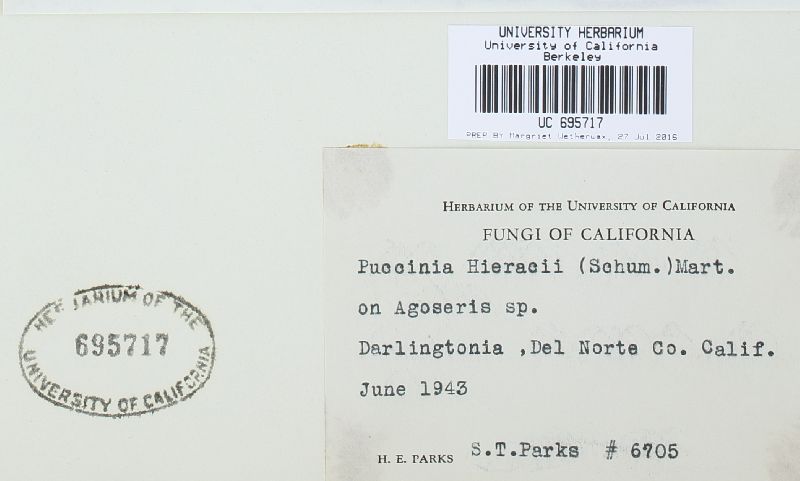 UNIVERSITY HERBARIUM
University of California
Berkeley
UC 695717
PREP BY Margriet Wetherwax, 27 Jul 2016
HERBARIUM OF THE UNIVERSITY OF CALIFORNIA
FUNGI OF CALIFORNIA
Puccinia Hieracii (Schum.)Mart.
on Agoseris sp.
Darlingtonia ,Del Norte Co. Calif.
June 1943
H. E. PARKS S.T.Parks # 6705
HERBARIUM OF THE
695717
UNIVERSITY OF CALIFORNIA